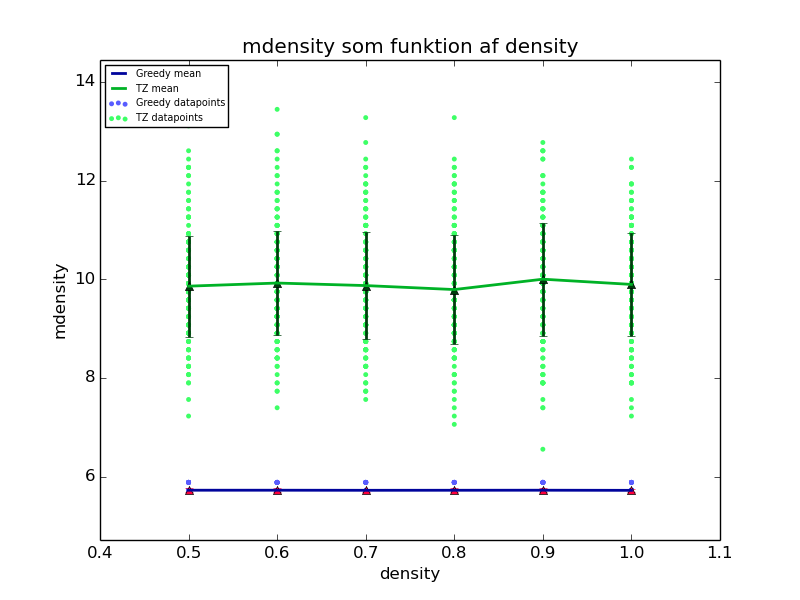 mdensity som funktion af density
Greedy mean
TZ mean
Greedy datapoints
TZ datapoints
14
12
10
8
6
mdensity
0.4 0.5 0.6 0.7 0.8 0.9 1.0 1.1
density